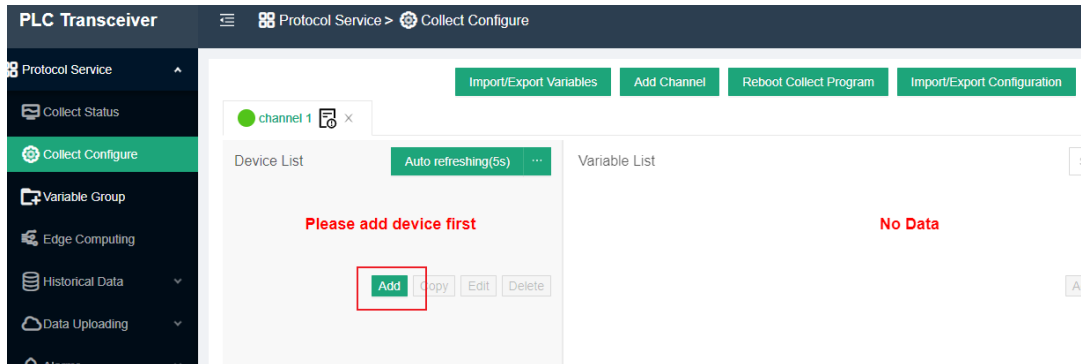 PLC Transceiver
Protocol Service > Collect Configure
Protocol Service
Import/Export Variables Add Channel Reboot Collect Program Import/Export Configuration
Collect Status
channel 1
Collect Configure
Device List Auto refreshing(5s) ... Variable List
Variable Group
Please add device first No Data
Edge Computing
Historical Data
Add Copy Edit Delete
Data Uploading